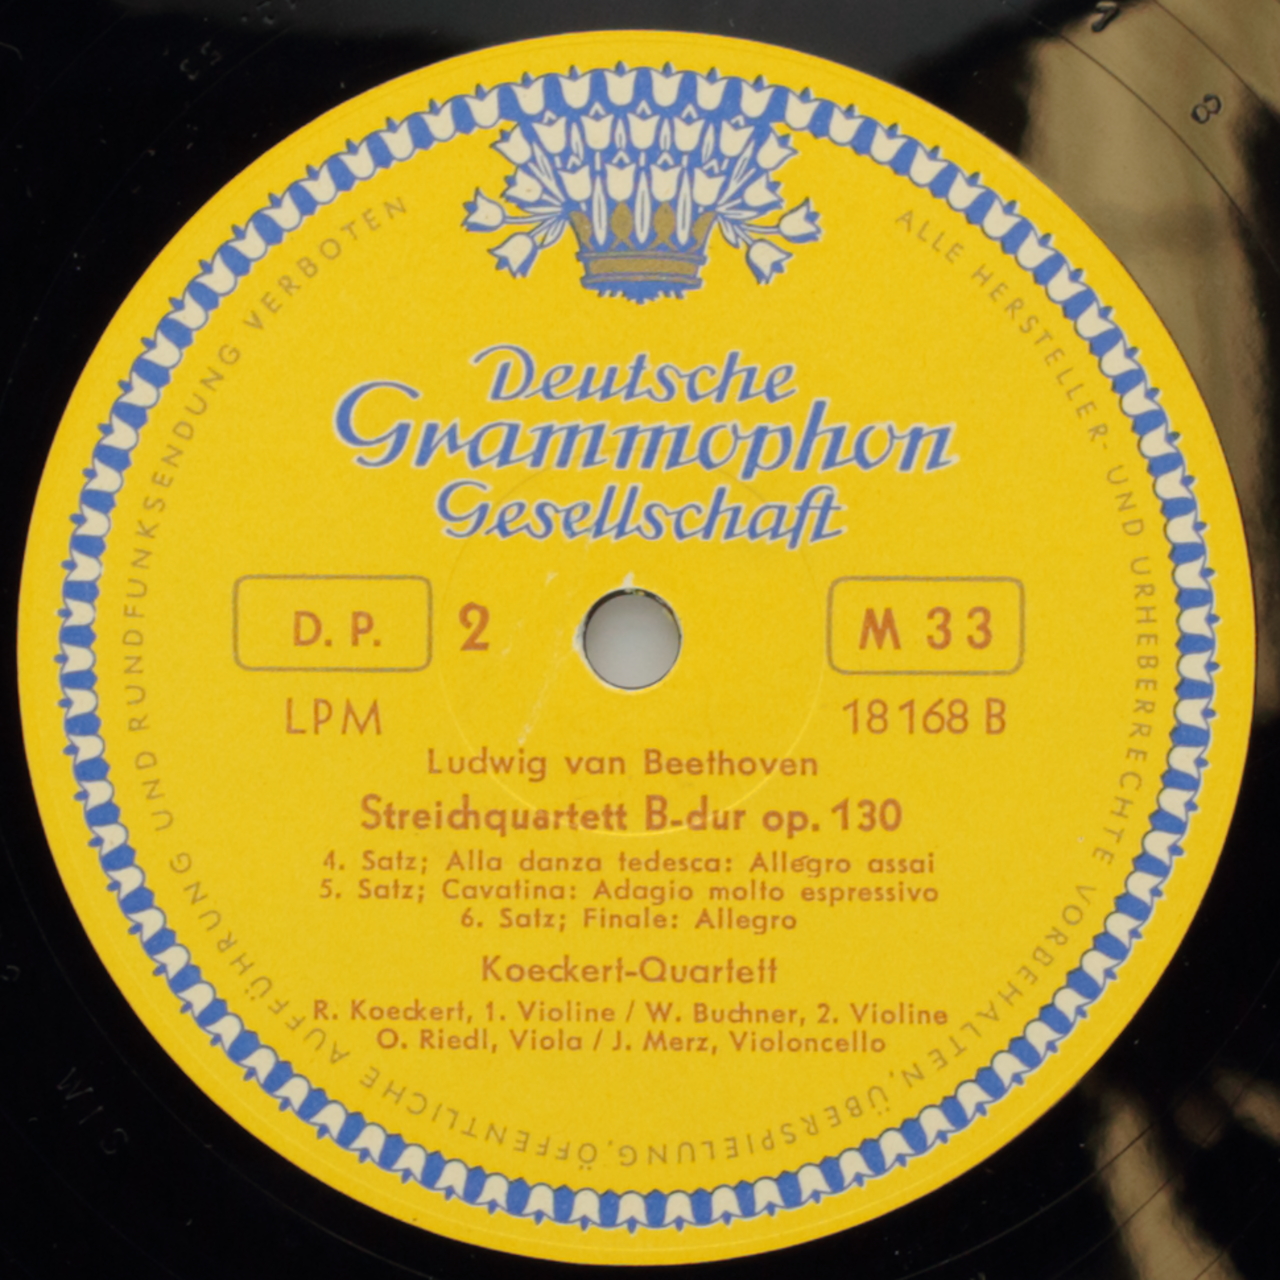 Deutsche
Grammophon
Gesellschaft
D. P. 2 M 33
LPM 18 168 B
Ludwig van Beethoven
Streichquartett B-dur op. 130
4. Satz; Alla danza tedesca: Allegro assai
5. Satz; Cavatina: Adagio molto espressivo
6. Satz; Finale: Allegro
Koeckert-Quartett
R. Koeckert, 1. Violine / W. Buchner, 2. Violine
O. Riedl, Viola / J. Merz, Violoncello
ALLE HERSTELLER- UND URHEBERRECHTE VORBEHALTEN, ÜBERSPIELUNG, ÖFFENTLICHE AUFFÜHRUNG UND RUNDFUNKSENDUNG VERBOTEN